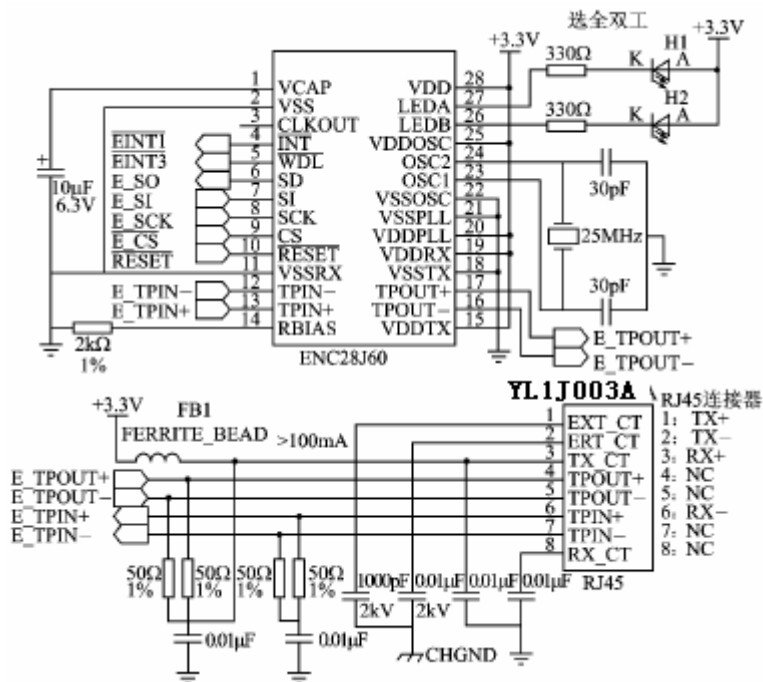 选全双工
+3.3V
+3.3V
330Ω K H1 A
330Ω K H2 A
1 VCAP VDD 28
2 VSS LEDA 27
3 CLKOUT LEDB 26
EINT1 4 INT VDDOSC 25
EINT3 5 WDL OSC2 24
E_SO 6 SD OSC1 23
E_SI 7 SI VSSOSC 22
E_SCK 8 SCK VSSPLL 21
E_CS 9 CS VDDPLL 20
RESET 10 RESET VDDRX 19
11 VSSRX VSSTX 18
E_TPIN− 12 TPIN− TPOUT+ 17
E_TPIN+ 13 TPIN+ TPOUT− 16
14 RBIAS VDDTX 15
+
10μF
6.3V
2kΩ
1%
ENC28J60
30pF
25MHz
30pF
E_TPOUT+
E_TPOUT−
YL1J003A
RJ45连接器
+3.3V
FB1
FERRITE_BEAD >100mA
E_TPOUT+
E_TPOUT−
E_TPIN+
E_TPIN−
1 EXT_CT
2 ERT_CT
3 TX_CT
4 TPOUT+
5 TPOUT−
6 TPIN+
7 TPIN−
8 RX_CT
1: TX+
2: TX−
3: RX+
4: NC
5: NC
6: RX−
7: NC
8: NC
RJ45
50Ω 1%
50Ω 1%
50Ω 1%
50Ω 1%
0.01μF
0.01μF
1000pF 2kV
0.01μF 2kV
0.01μF
0.01μF
CHGND